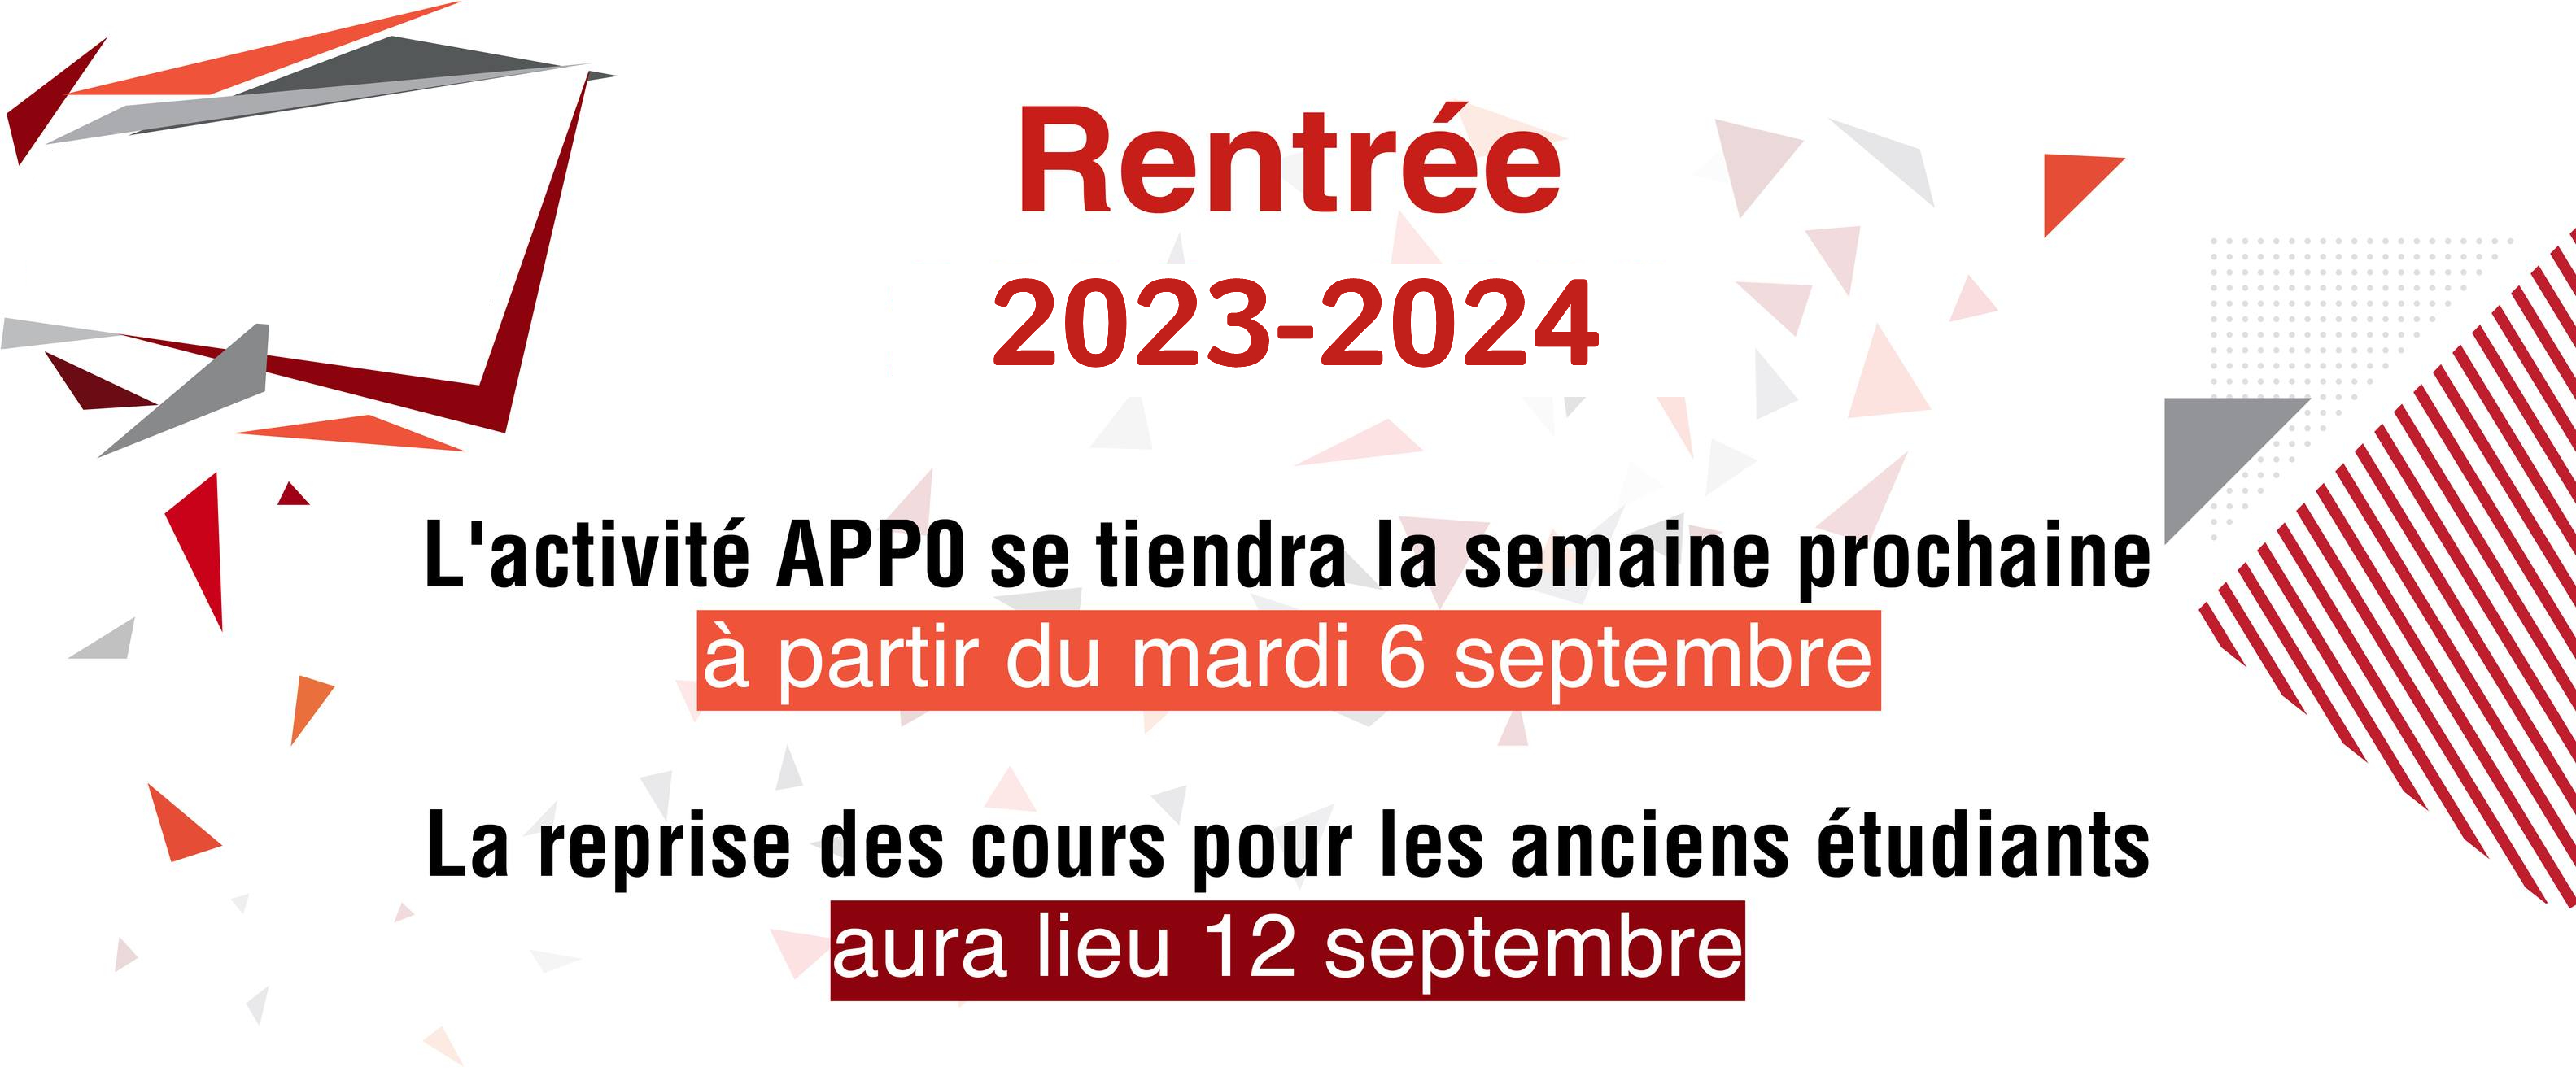 Rentrée
2023-2024
L'activité APP0 se tiendra la semaine prochaine
à partir du mardi 6 septembre
La reprise des cours pour les anciens étudiants
aura lieu 12 septembre